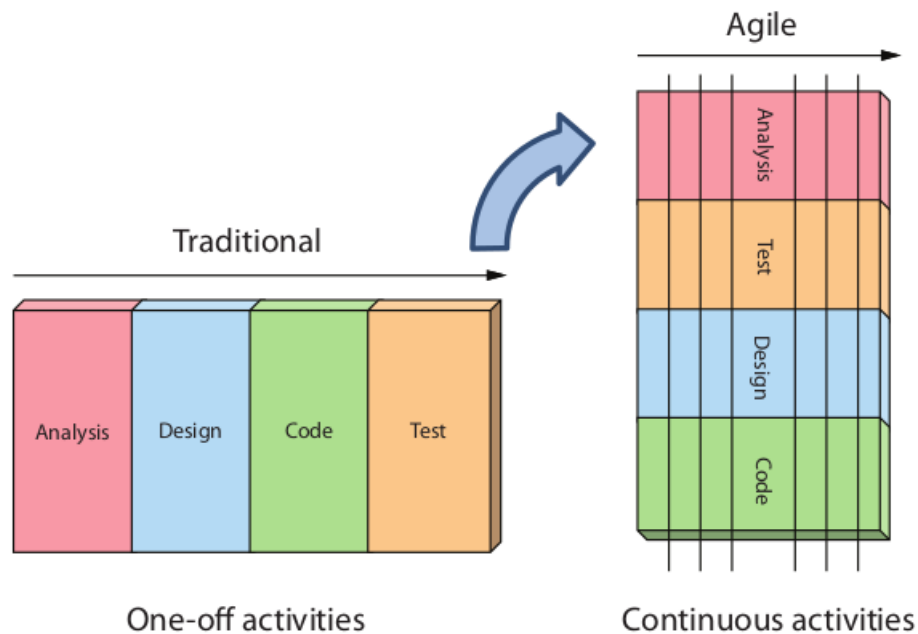 Traditional
Analysis
Design
Code
Test
One-off activities
Agile
Analysis
Test
Design
Code
Continuous activities